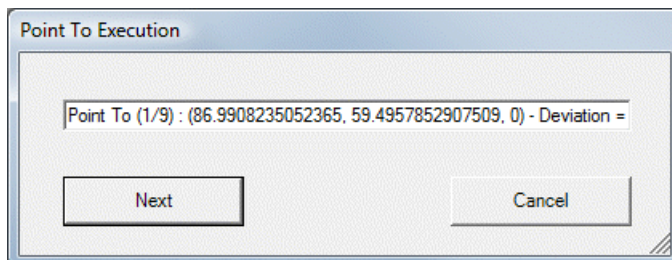 Point To Execution
Point To (1/9) : (86.9908235052365, 59.4957852907509, 0) - Deviation =
Next Cancel